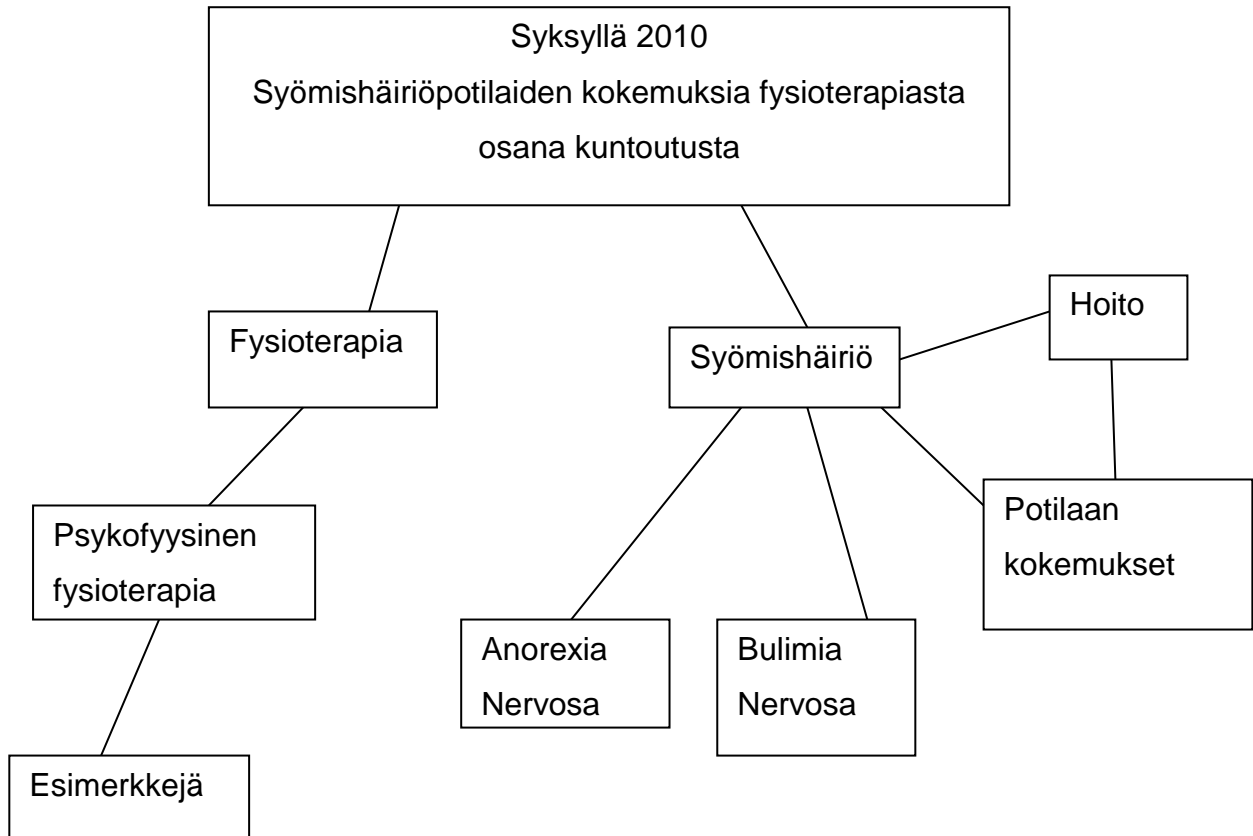 Syksyllä 2010
Syömishäiriöpotilaiden kokemuksia fysioterapiasta
osana kuntoutusta
Fysioterapia
Syömishäiriö
Hoito
Psykofyysinen
fysioterapia
Potilaan
kokemukset
Anorexia
Nervosa
Bulimia
Nervosa
Esimerkkejä